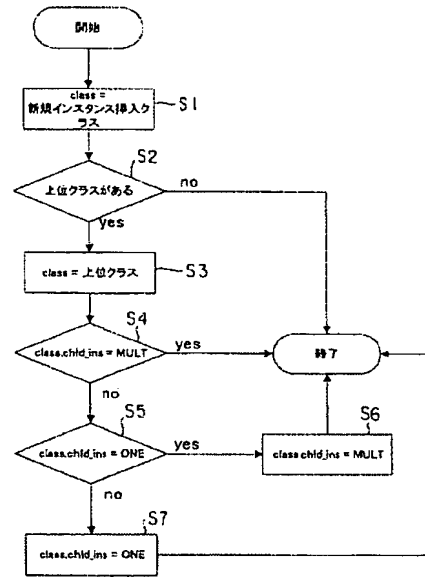 開始
class =
新規インスタンス挿入ク
ラス
S1
S2
上位クラスがある
no
yes
class = 上位クラス
S3
S4
class.chld_ins = MULT
yes
終了
no
S5
class.chld_ins = ONE
yes
S6
class.chld_ins = MULT
no
S7
class.chld_ins = ONE